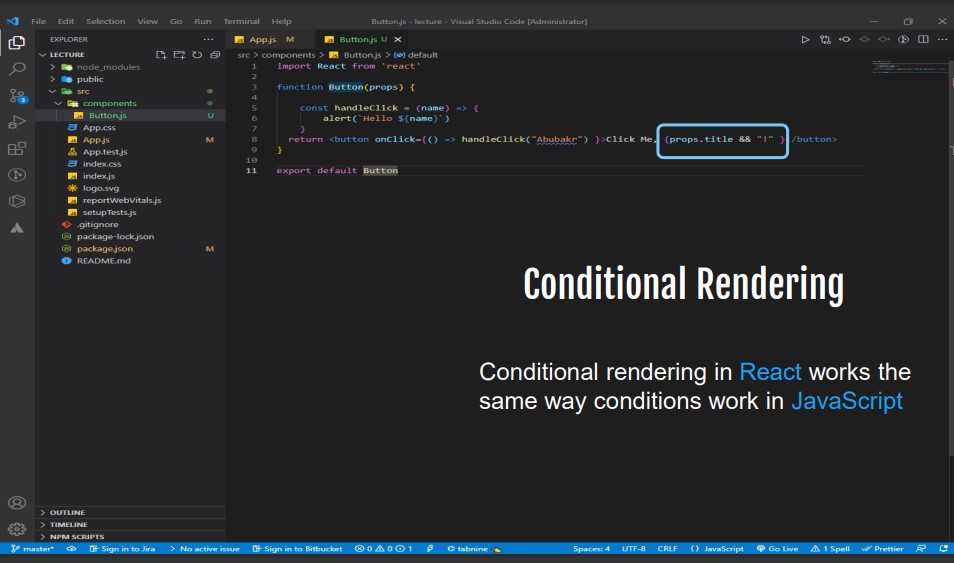 File Edit Selection View Go Run Terminal Help Button.js - lecture - Visual Studio Code [Administrator]
EXPLORER
App.js M
Button.js U
LECTURE
src > components > Button.js > default
node_modules
public
src
components
Button.js U
App.css
App.js M
App.test.js
index.css
index.js
logo.svg
reportWebVitals.js
setupTests.js
.gitignore
package-lock.json
package.json M
README.md
1 import React from 'react'
2
3 function Button(props) {
4
5 const handleClick = (name) => {
6 alert(`Hello ${name}`)
7 }
8 return <button onClick={() => handleClick("Abubakr") }>Click Me, {props.title && "!" } /button>
9 }
10
11 export default Button
Conditional Rendering
Conditional rendering in React works the
same way conditions work in JavaScript
3
OUTLINE
TIMELINE
NPM SCRIPTS
master* Sign in to Jira No active issue Sign in to Bitbucket 0 0 1 tabnine Spaces: 4 UTF-8 CRLF JavaScript Go Live 1 Spell Prettier